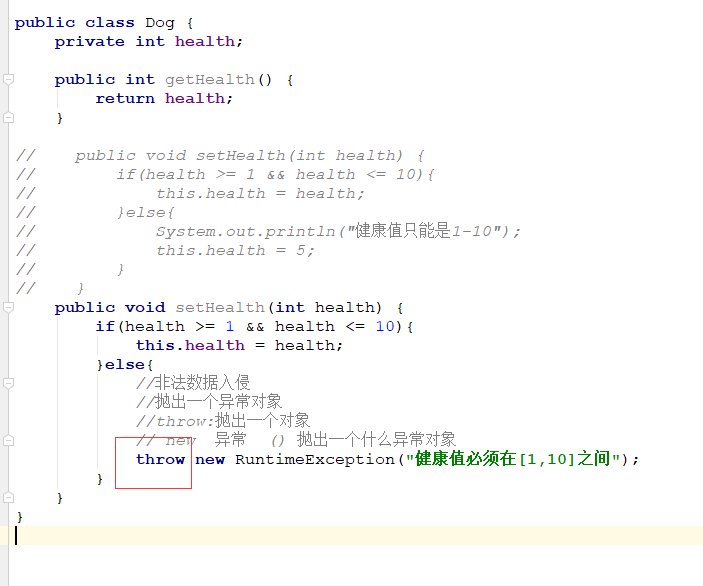 public class Dog {
private int health;
public int getHealth() {
return health;
}
// public void setHealth(int health) {
// if(health >= 1 && health <= 10){
// this.health = health;
// }else{
// System.out.println("健康值只能是1-10");
// this.health = 5;
// }
// }
public void setHealth(int health) {
if(health >= 1 && health <= 10){
this.health = health;
}else{
//非法数据入侵
//抛出一个异常对象
//throw:抛出一个对象
// new 异常 () 抛出一个什么异常对象
throw new RuntimeException("健康值必须在[1,10]之间");
}
}
}